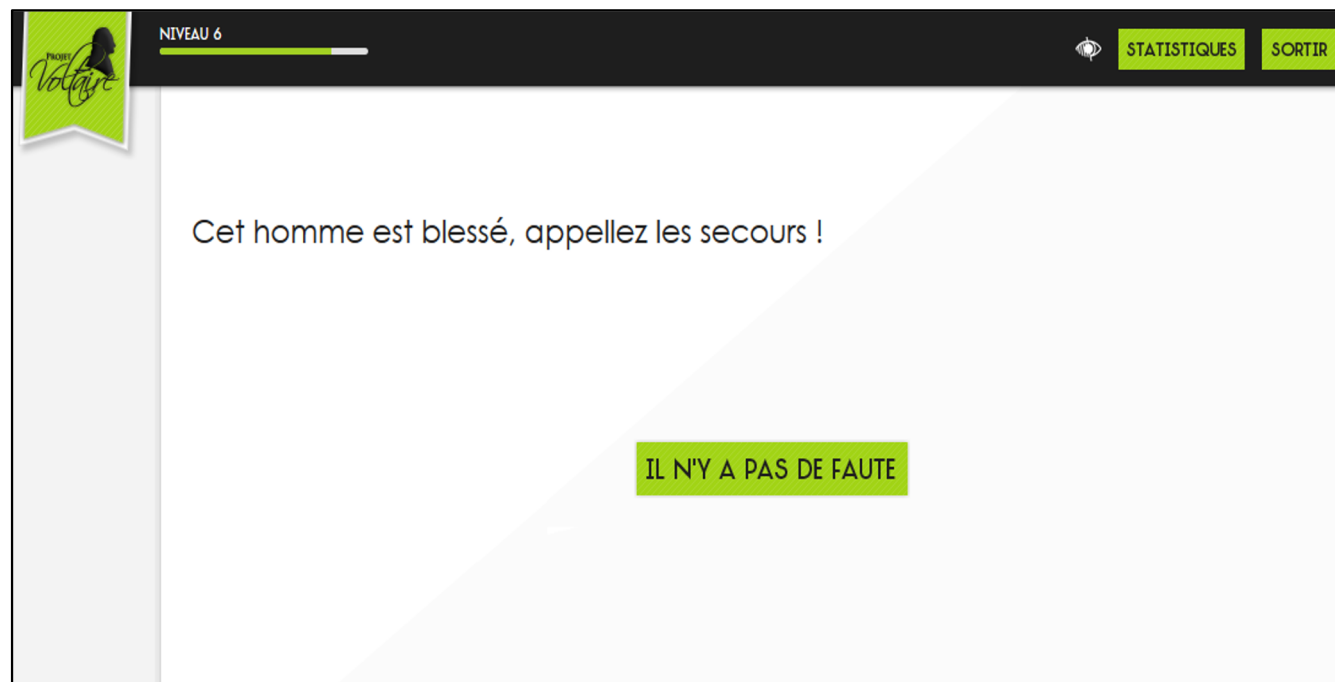 PROJET
Voltaire
NIVEAU 6
STATISTIQUES
SORTIR
Cet homme est blessé, appellez les secours !
IL N'Y A PAS DE FAUTE